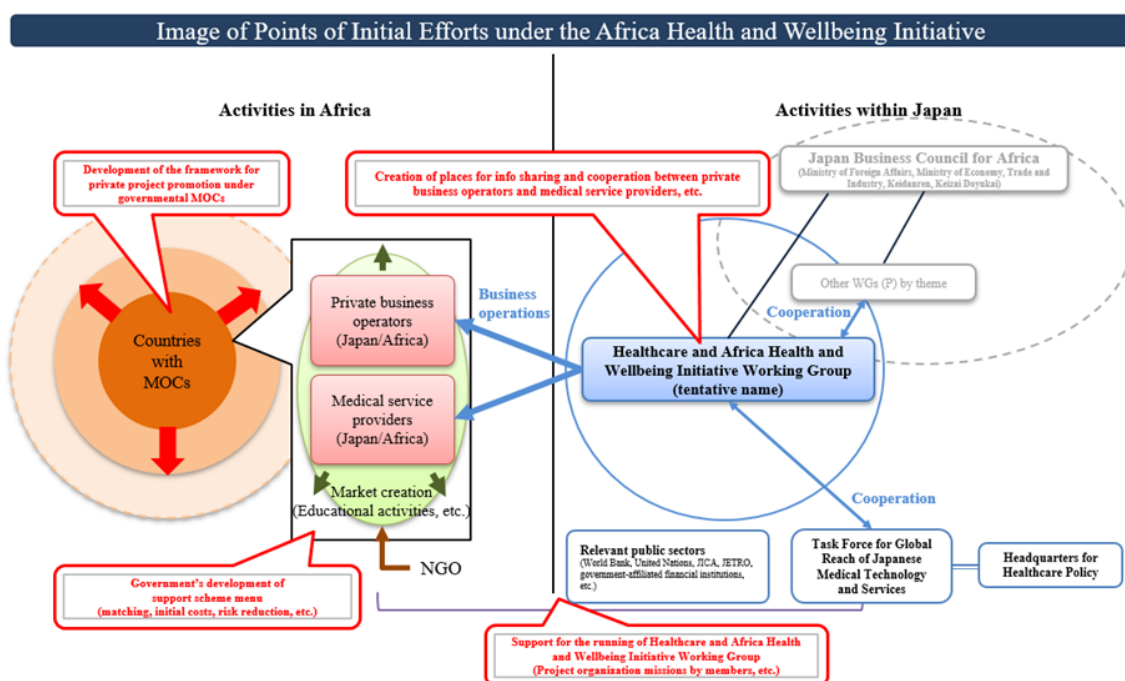 Image of Points of Initial Efforts under the Africa Health and Wellbeing Initiative
Activities in Africa
Activities within Japan
Development of the framework for
private project promotion under
governmental MOCs
Creation of places for info sharing and cooperation between private
business operators and medical service providers, etc.
Japan Business Council for Africa
(Ministry of Foreign Affairs, Ministry of Economy, Trade and
Industry, Keidanren, Keizai Doyukai)
Other WGs (P) by theme
Cooperation
Countries
with
MOCs
Private business
operators
(Japan/Africa)
Business
operations
Healthcare and Africa Health and
Wellbeing Initiative Working Group
(tentative name)
Medical service
providers
(Japan/Africa)
Market creation
(Educational activities, etc.)
Cooperation
NGO
Relevant public sectors
(World Bank, United Nations, JICA, JETRO,
government-affiliated financial institutions,
etc.)
Task Force for Global
Reach of Japanese
Medical Technology
and Services
Headquarters for
Healthcare Policy
Government's development of
support scheme menu
(matching, initial costs, risk reduction, etc.)
Support for the running of Healthcare and Africa Health
and Wellbeing Initiative Working Group
(Project organization missions by members, etc.)